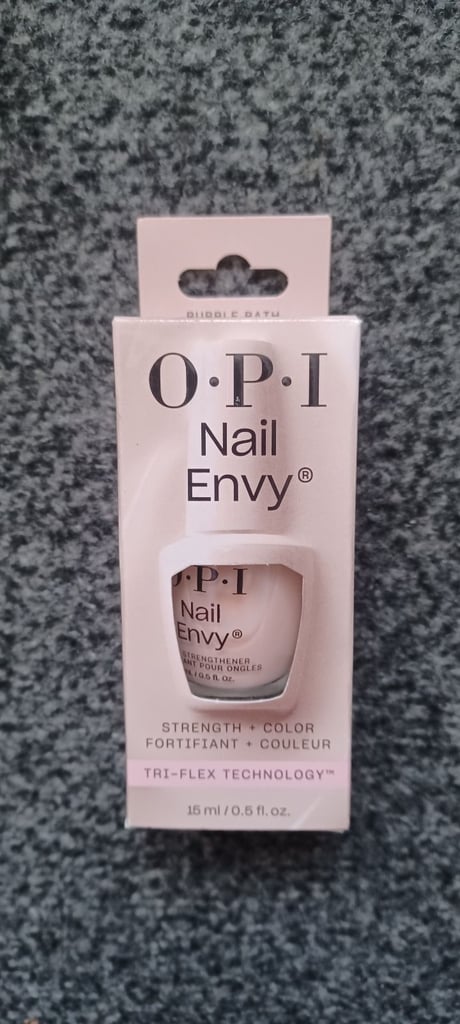 BUBBLE BATH
O·P·I
Nail
Envy®
O·P·I
Nail
Envy®
STRENGTHENER
ANT POUR ONGLES
mL / 0.5 fl. oz.
STRENGTH + COLOR
FORTIFIANT + COULEUR
TRI-FLEX TECHNOLOGY™
15 ml / 0.5 fl. oz.